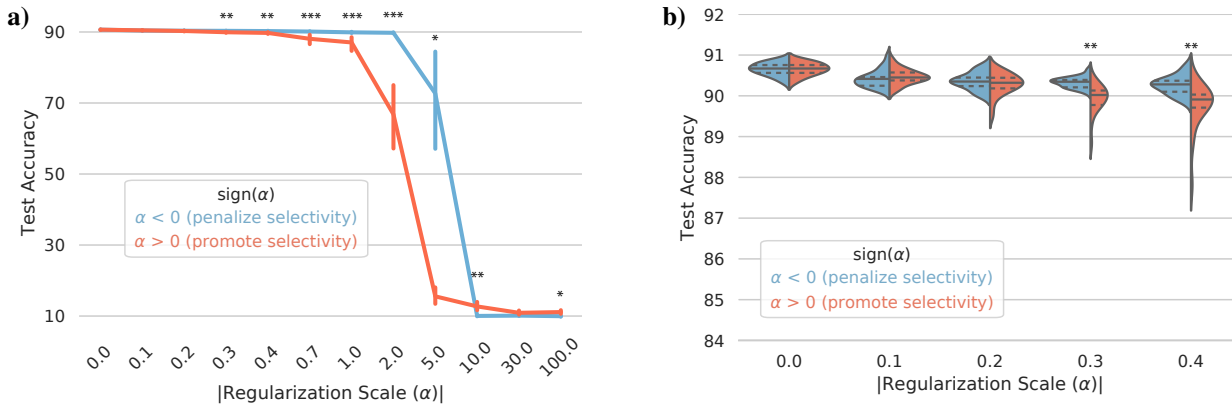 a)
** ** *** *** *** * ** *
90
70
50
30
10
Test Accuracy
sign(α)
α < 0 (penalize selectivity)
α > 0 (promote selectivity)
0.0 0.1 0.2 0.3 0.4 0.7 1.0 2.0 5.0 10.0 30.0 100.0
|Regularization Scale (α)|
b)
** **
92
91
90
89
88
87
86
85
84
Test Accuracy
sign(α)
α < 0 (penalize selectivity)
α > 0 (promote selectivity)
0.0 0.1 0.2 0.3 0.4
|Regularization Scale (α)|